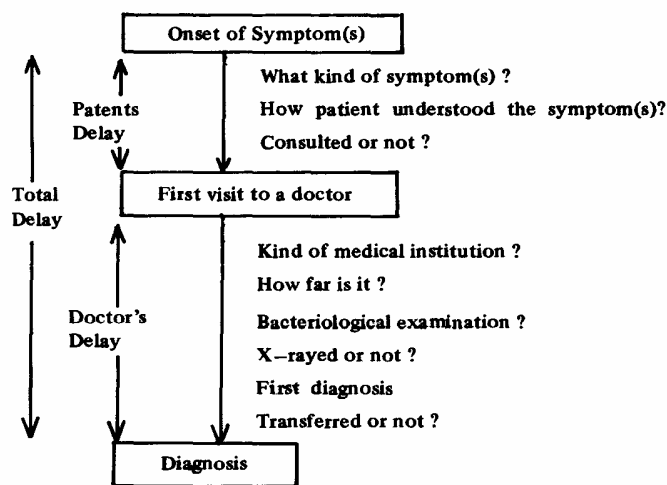 Onset of Symptom(s)
What kind of symptom(s) ?
How patient understood the symptom(s)?
Consulted or not ?
Patents
Delay
First visit to a doctor
Total
Delay
Kind of medical institution ?
How far is it ?
Bacteriological examination ?
X-rayed or not ?
First diagnosis
Transferred or not ?
Doctor's
Delay
Diagnosis